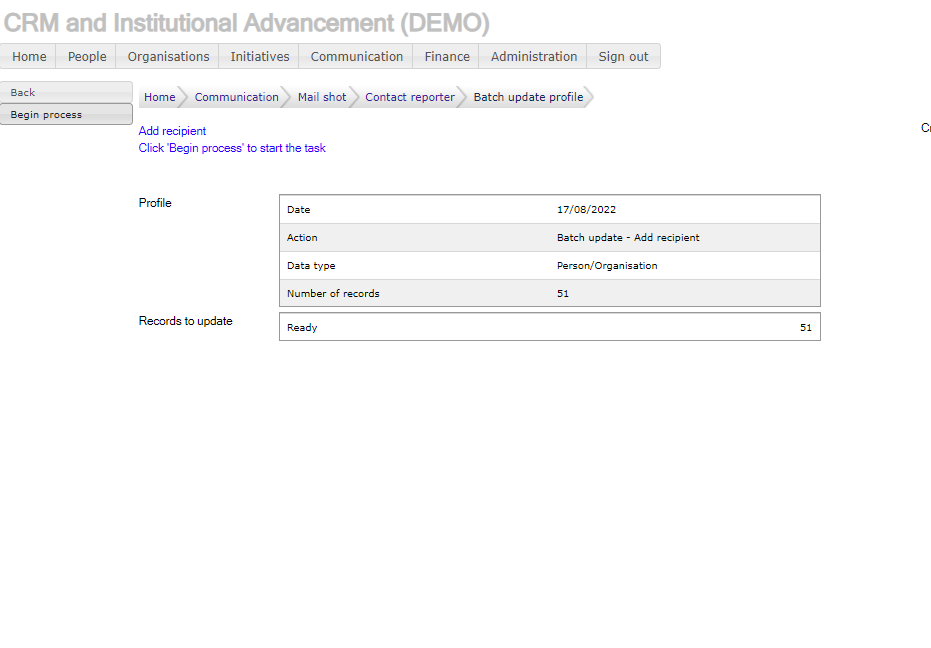 CRM and Institutional Advancement (DEMO)
Home People Organisations Initiatives Communication Finance Administration Sign out
Back
Begin process
Home Communication Mail shot Contact reporter Batch update profile
Add recipient
Click 'Begin process' to start the task
Profile
Date 17/08/2022
Action Batch update - Add recipient
Data type Person/Organisation
Number of records 51
Records to update
Ready 51